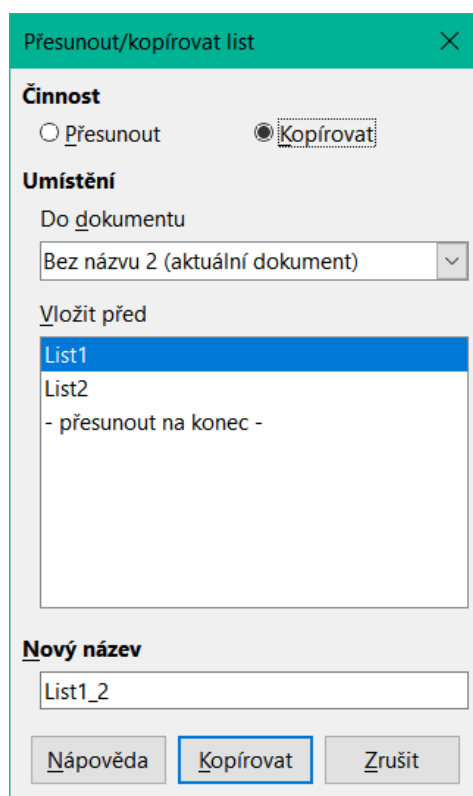 Přesunout/kopírovat list
Činnost
Přesunout Kopírovat
Umístění
Do dokumentu
Bez názvu 2 (aktuální dokument)
Vložit před
List1
List2
- přesunout na konec -
Nový název
List1_2
Nápověda Kopírovat Zrušit